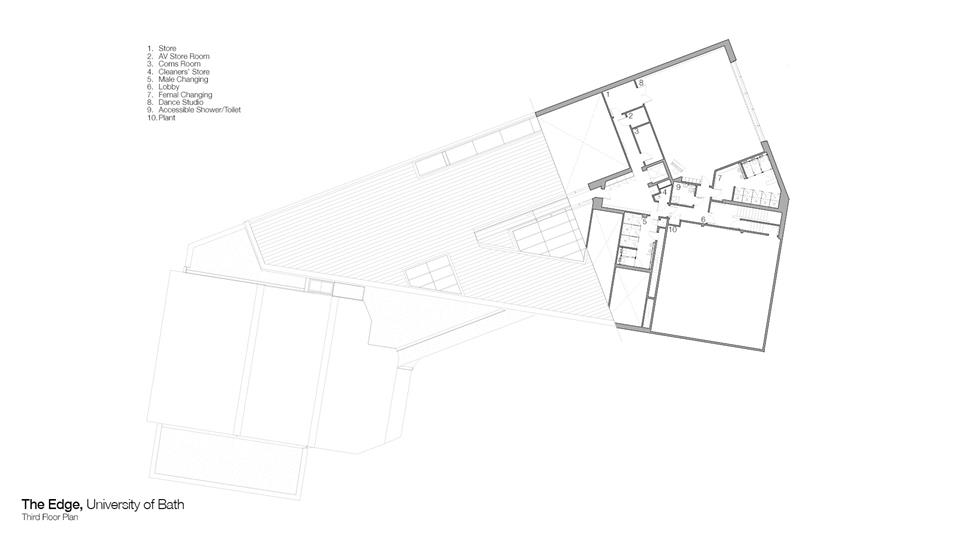 1. Store
2. AV Store Room
3. Coms Room
4. Cleaners' Store
5. Male Changing
6. Lobby
7. Femal Changing
8. Dance Studio
9. Accessible Shower/Toilet
10. Plant
1
8
2
3
7
9
4
5
6
10
The Edge, University of Bath
Third Floor Plan